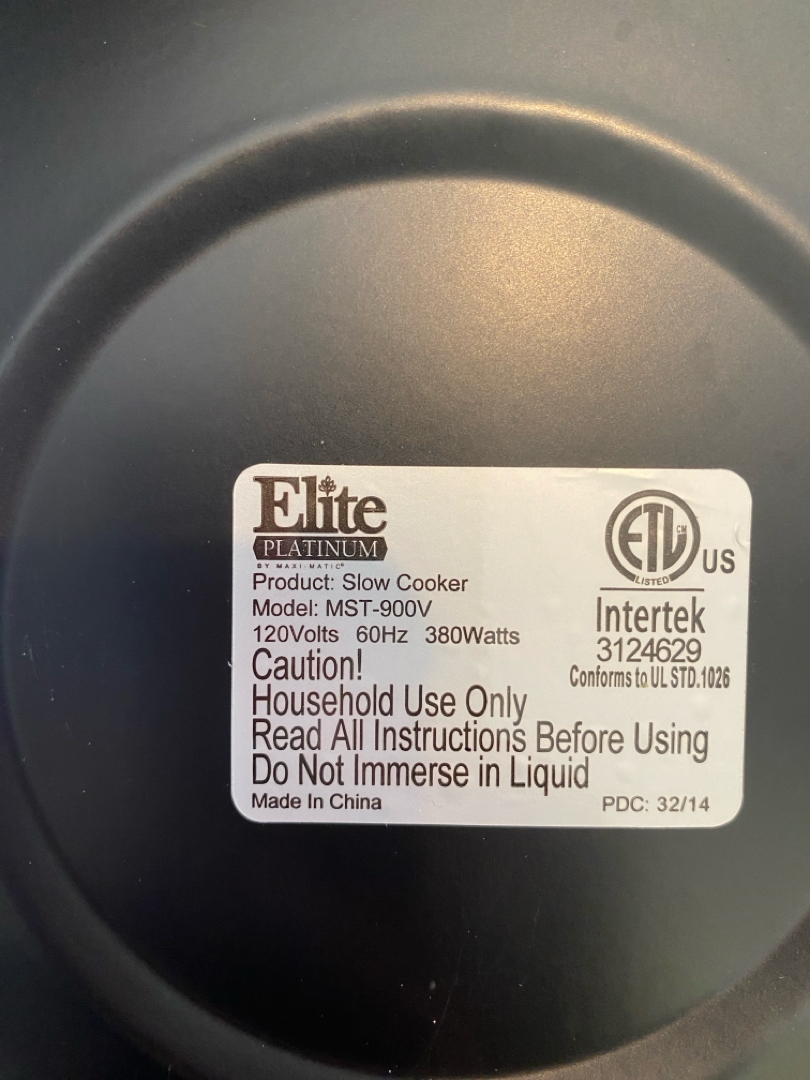 Elite
PLATINUM
BY MAXI-MATIC®
Product: Slow Cooker
Model: MST-900V
120Volts 60Hz 380Watts
Caution!
Household Use Only
Read All Instructions Before Using
Do Not Immerse in Liquid
Made In China
ETL CM
LISTED
US
Intertek
3124629
Conforms to UL STD.1026
PDC: 32/14